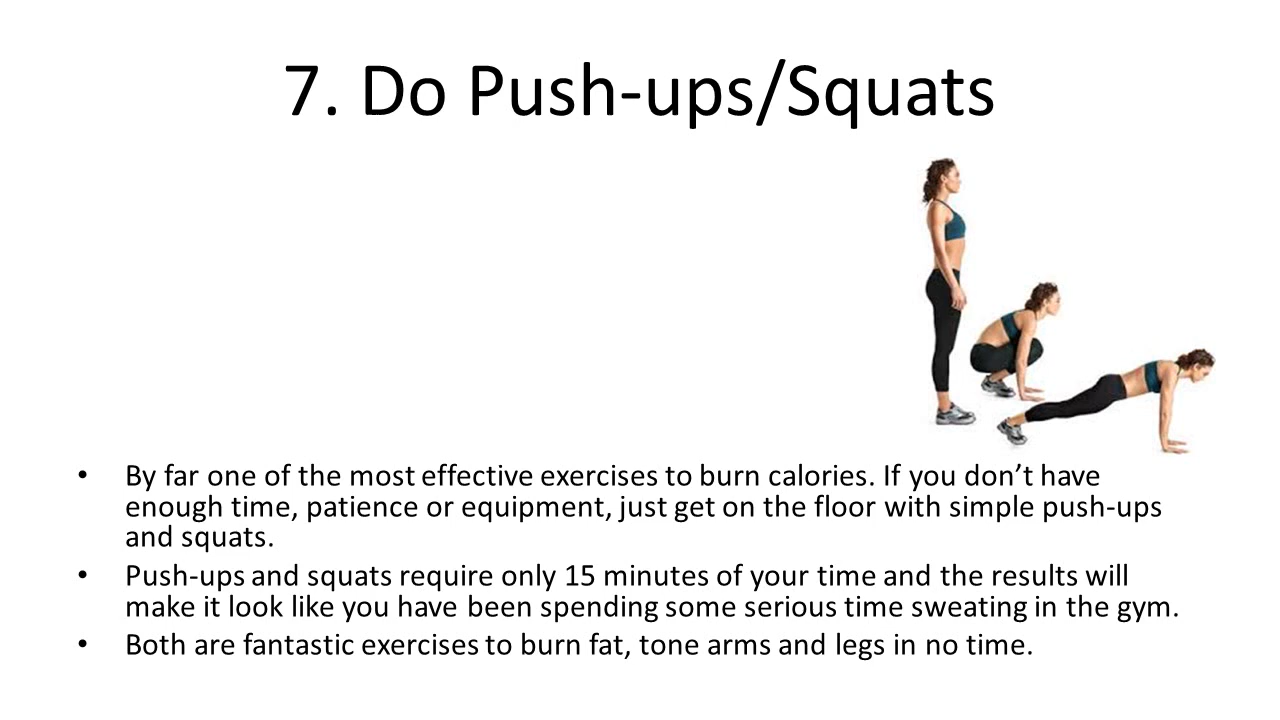 7. Do Push-ups/Squats
• By far one of the most effective exercises to burn calories. If you don’t have
enough time, patience or equipment, just get on the floor with simple push-ups
and squats.
• Push-ups and squats require only 15 minutes of your time and the results will
make it look like you have been spending some serious time sweating in the gym.
• Both are fantastic exercises to burn fat, tone arms and legs in no time.